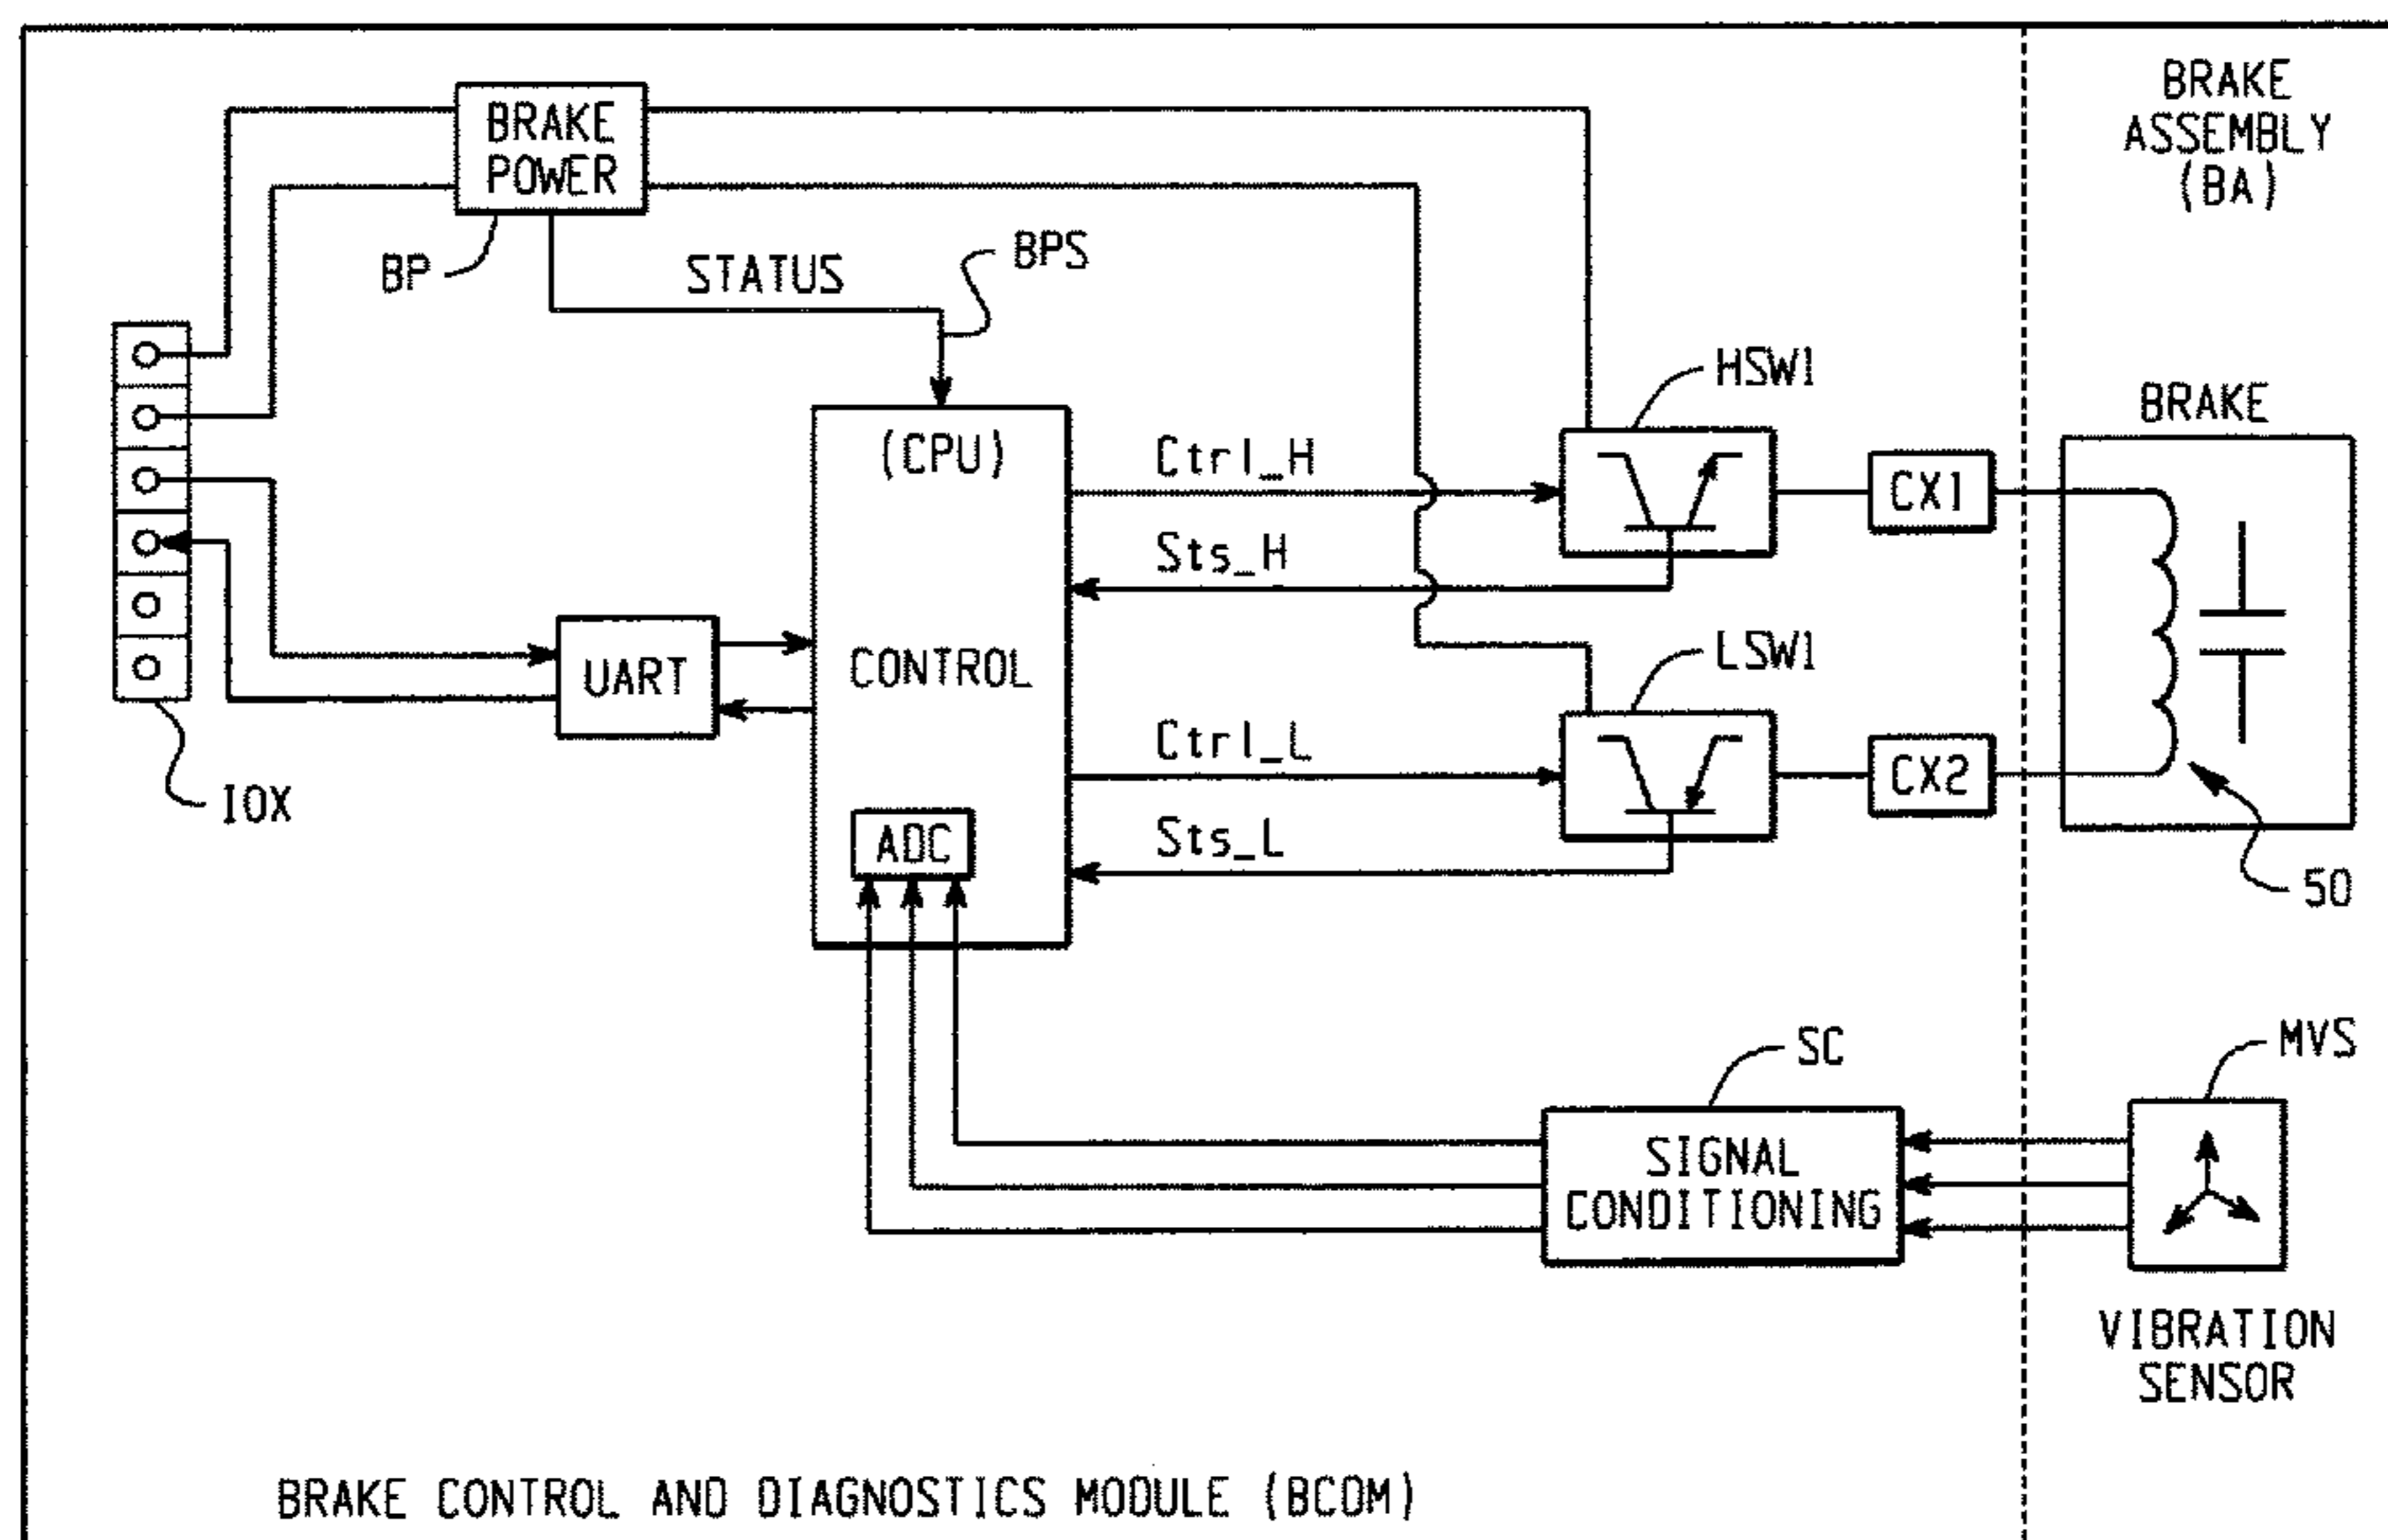 BRAKE
POWER
BP
STATUS
BPS
BRAKE
ASSEMBLY
(BA)
HSW1
BRAKE
(CPU)
CONTROL
ADC
Ctrl_H
Sts_H
CX1
UART
LSW1
Ctrl_L
Sts_L
CX2
50
IOX
SC
MVS
SIGNAL
CONDITIONING
VIBRATION
SENSOR
BRAKE CONTROL AND DIAGNOSTICS MODULE (BCDM)